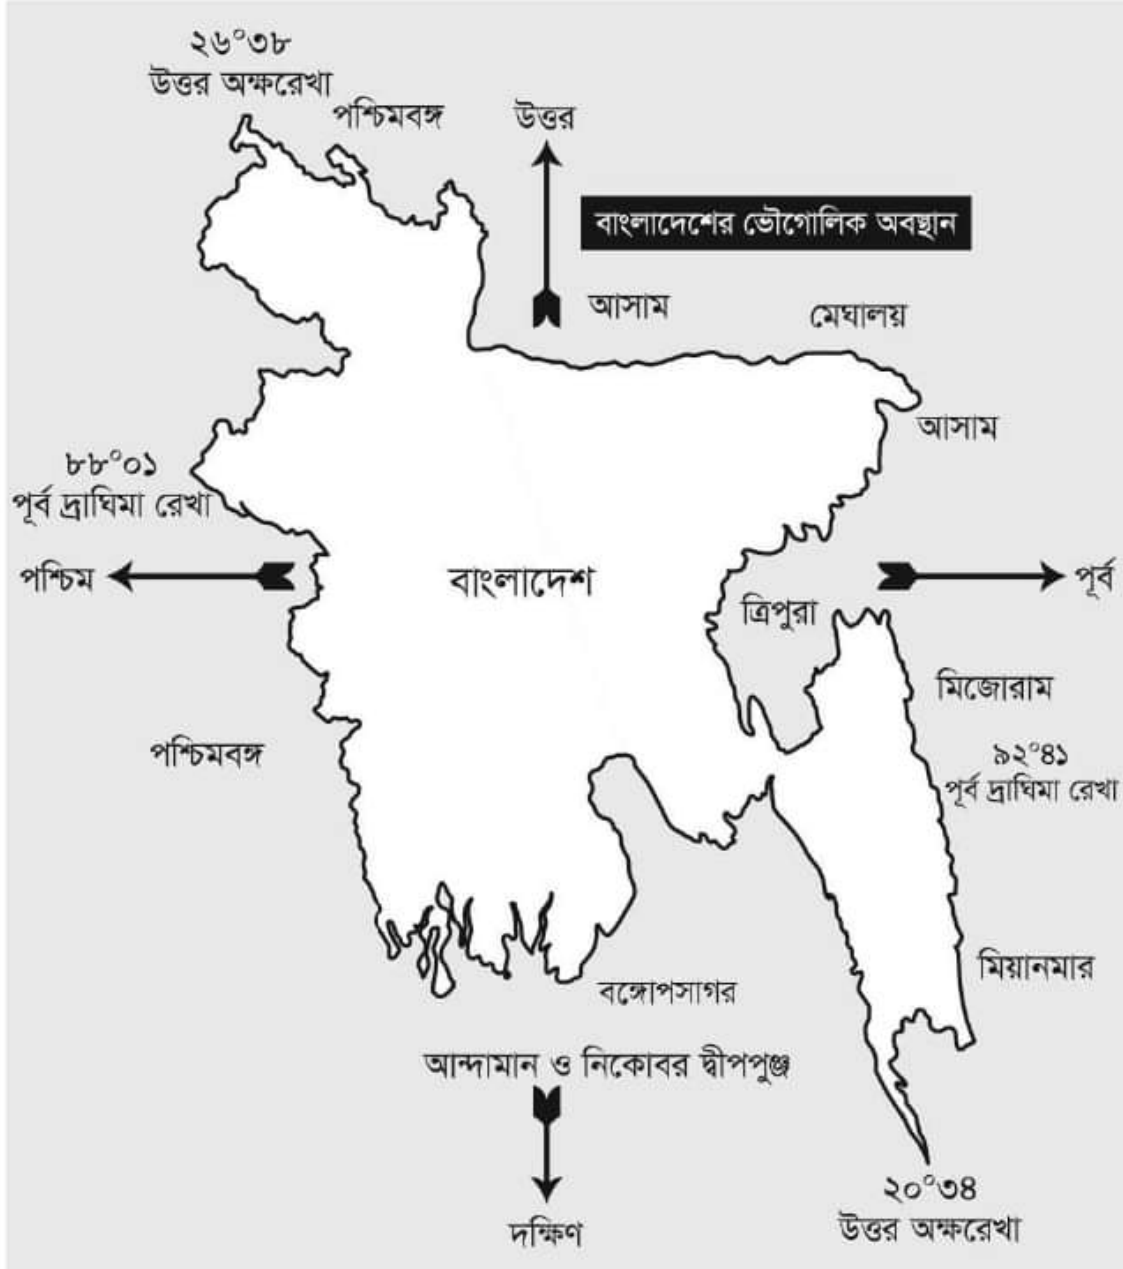 ২৬°৩৮
উত্তর অক্ষরেখা
পশ্চিমবঙ্গ
উত্তর
বাংলাদেশের ভৌগোলিক অবস্থান
আসাম
মেঘালয়
আসাম
৮৮°০১
পূর্ব দ্রাঘিমা রেখা
পশ্চিম
বাংলাদেশ
পূর্ব
ত্রিপুরা
মিজোরাম
পশ্চিমবঙ্গ
৯২°৪১
পূর্ব দ্রাঘিমা রেখা
মিয়ানমার
বঙ্গোপসাগর
আন্দামান ও নিকোবর দ্বীপপুঞ্জ
২০°৩৪
উত্তর অক্ষরেখা
দক্ষিণ